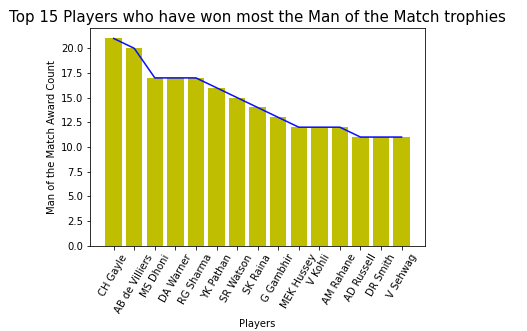 Top 15 Players who have won most the Man of the Match trophies
Man of the Match Award Count
20.0
17.5
15.0
12.5
10.0
7.5
5.0
2.5
0.0
CH Gayle
AB de Villiers
MS Dhoni
DA Warner
RG Sharma
YK Pathan
SR Watson
SK Raina
G Gambhir
MEK Hussey
V Kohli
AM Rahane
AD Russell
DR Smith
V Sehwag
Players